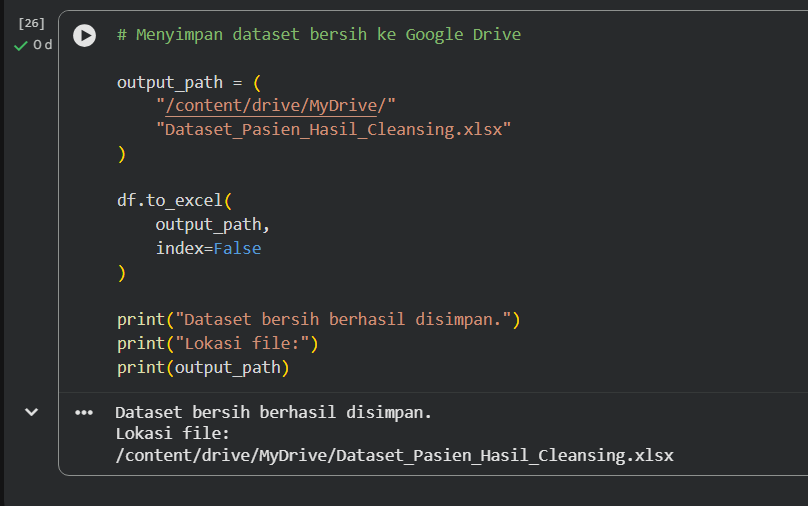 [26]
0 d
# Menyimpan dataset bersih ke Google Drive
output_path = (
    "/content/drive/MyDrive/"
    "Dataset_Pasien_Hasil_Cleansing.xlsx"
)
df.to_excel(
    output_path,
    index=False
)
print("Dataset bersih berhasil disimpan.")
print("Lokasi file:")
print(output_path)
Dataset bersih berhasil disimpan.
Lokasi file:
/content/drive/MyDrive/Dataset_Pasien_Hasil_Cleansing.xlsx